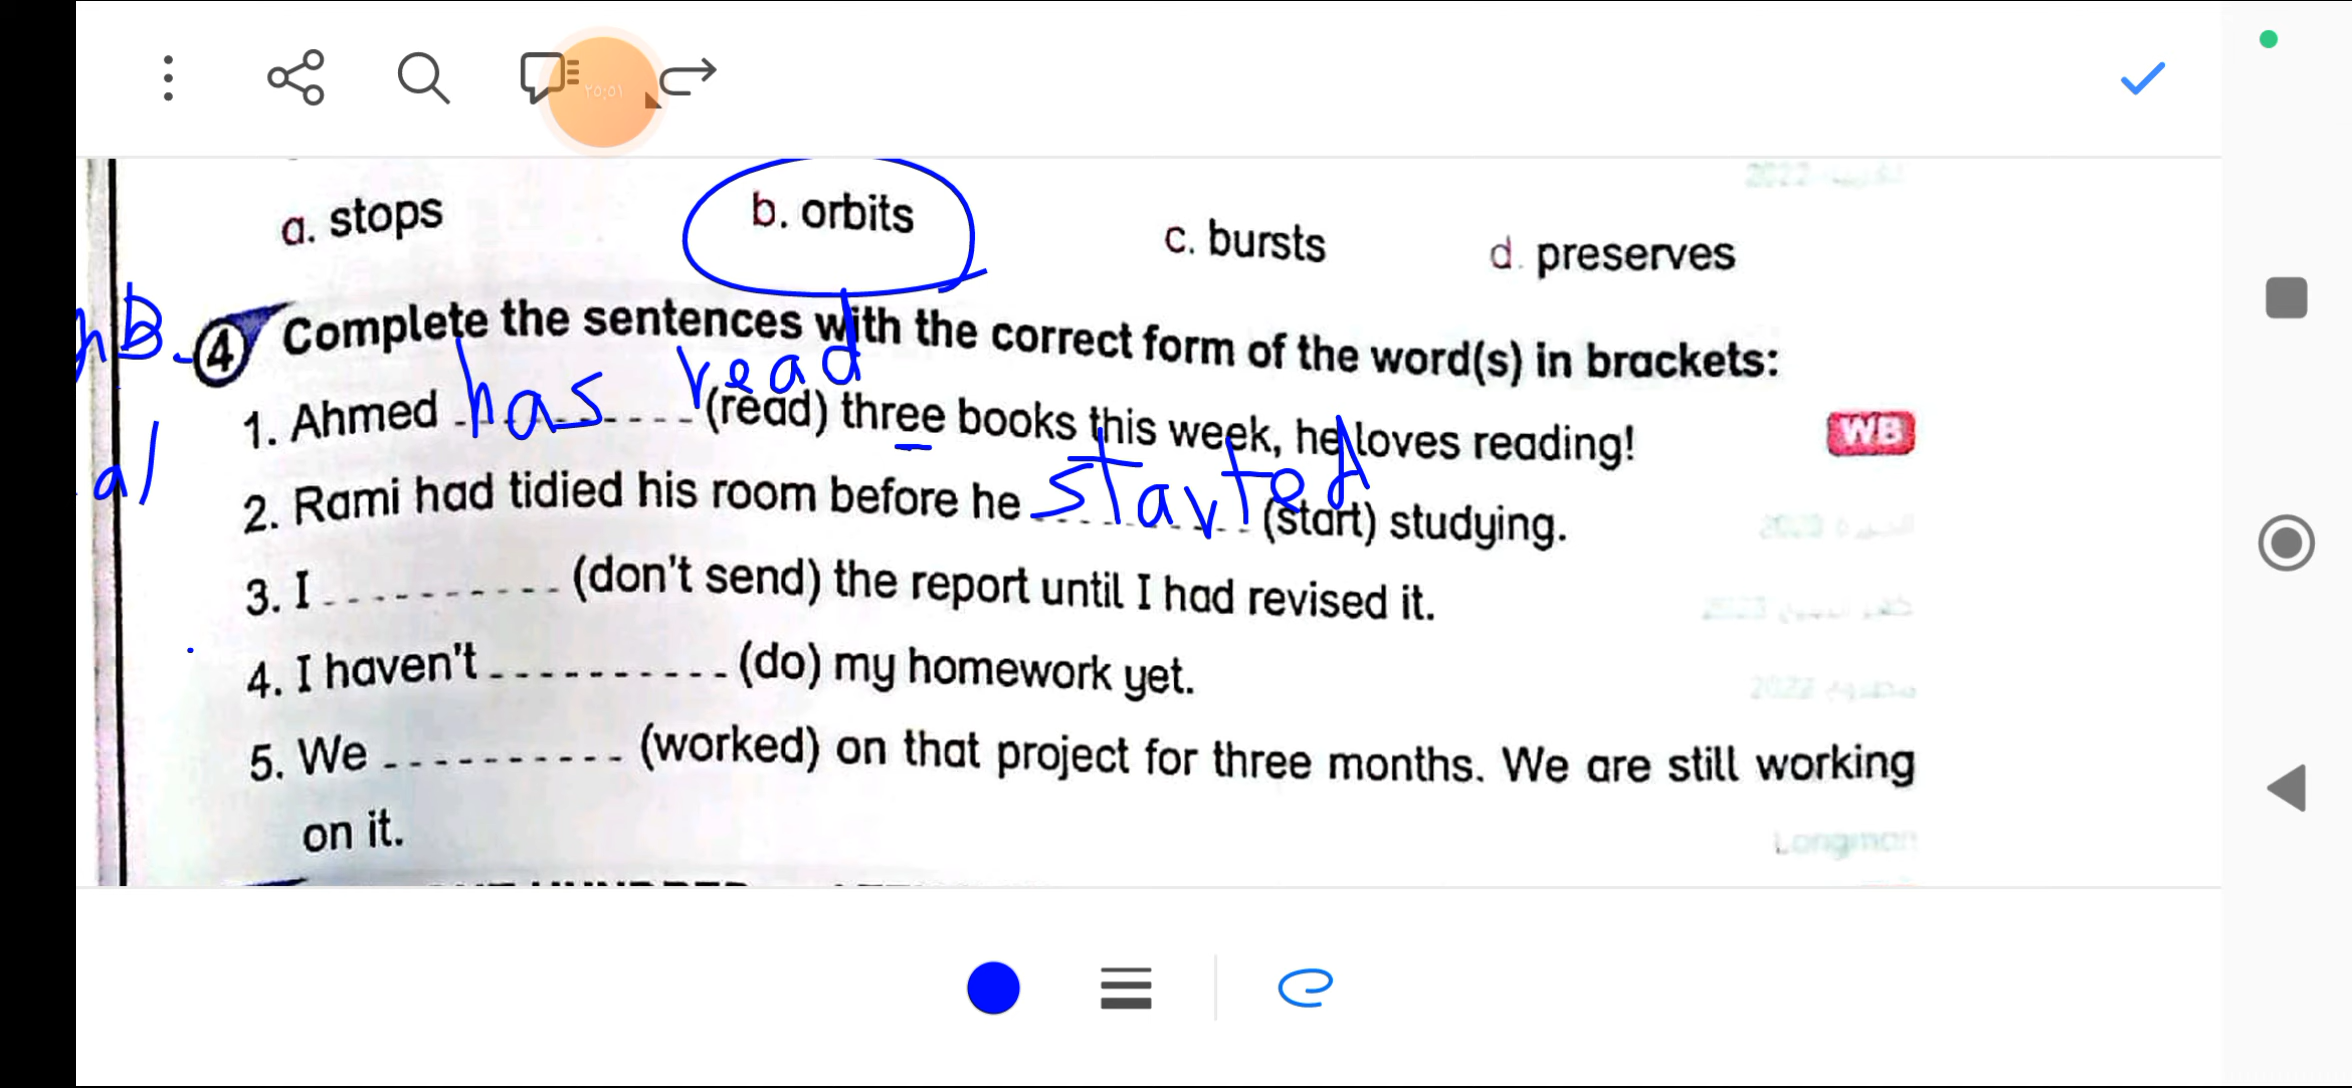 ٢٥:٥١
a. stops b. orbits c. bursts d. preserves
4 Complete the sentences with the correct form of the word(s) in brackets:
has read
1. Ahmed ---------- (read) three books this week, he loves reading! WB
started
2. Rami had tidied his room before he ---------- (start) studying.
3. I ---------- (don't send) the report until I had revised it.
4. I haven't ---------- (do) my homework yet.
5. We ---------- (worked) on that project for three months. We are still working
on it.
Longman